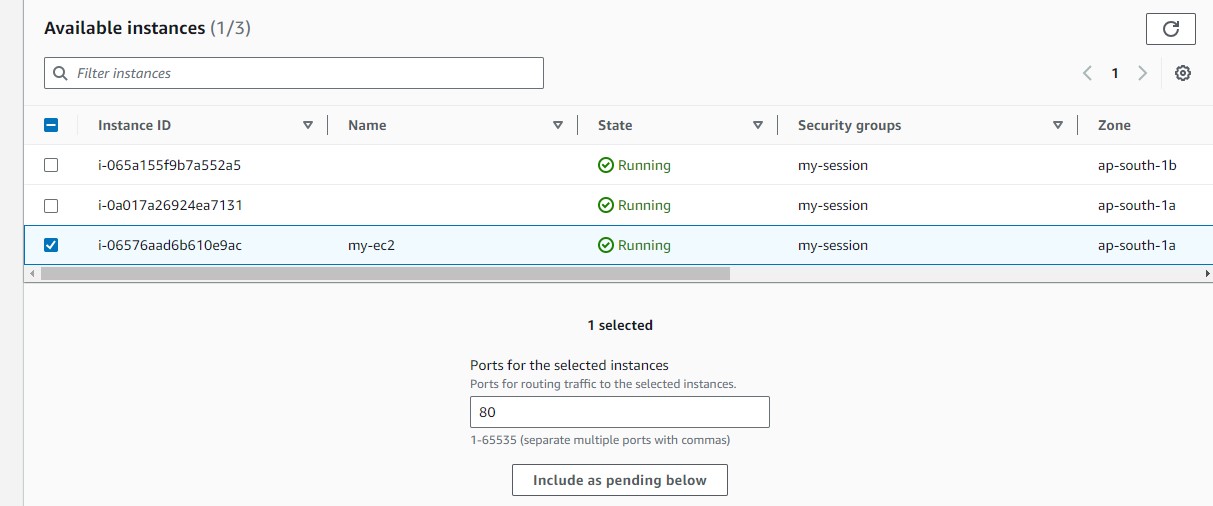 Available instances (1/3)
Filter instances
1
Instance ID Name State Security groups Zone
i-065a155f9b7a552a5 Running my-session ap-south-1b
i-0a017a26924ea7131 Running my-session ap-south-1a
i-06576aad6b610e9ac my-ec2 Running my-session ap-south-1a
1 selected
Ports for the selected instances
Ports for routing traffic to the selected instances.
80
1-65535 (separate multiple ports with commas)
Include as pending below